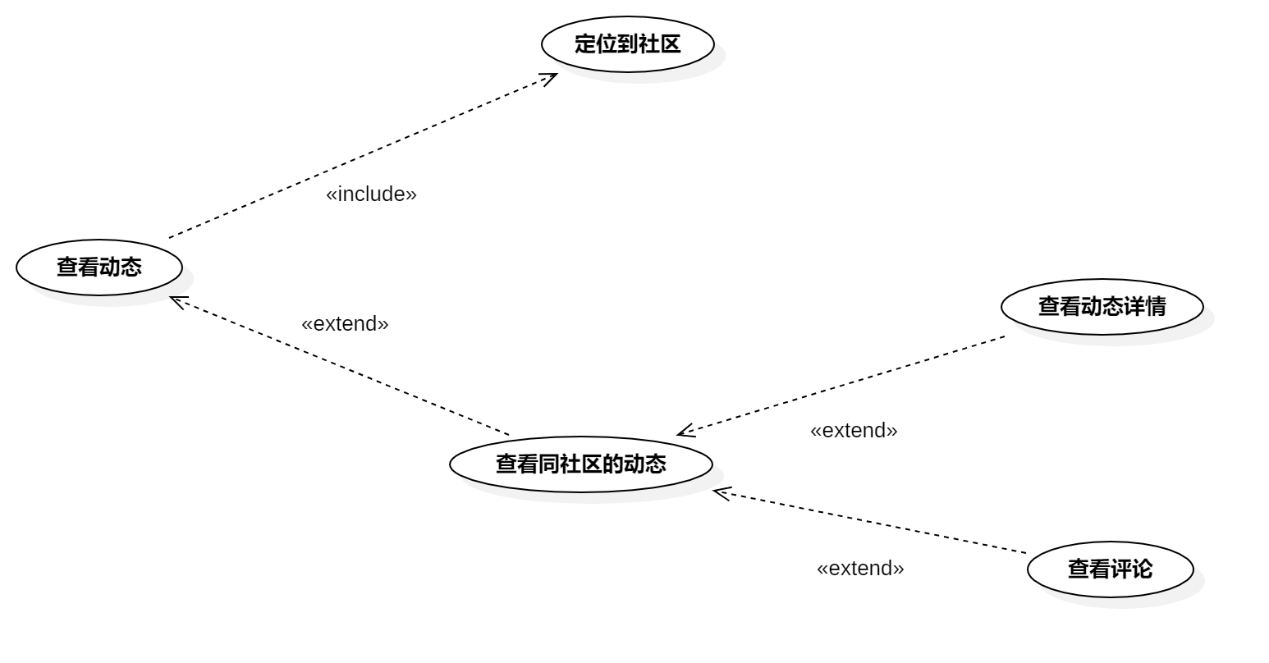 定位到社区
«include»
查看动态
«extend»
查看动态详情
«extend»
查看同社区的动态
«extend»
查看评论